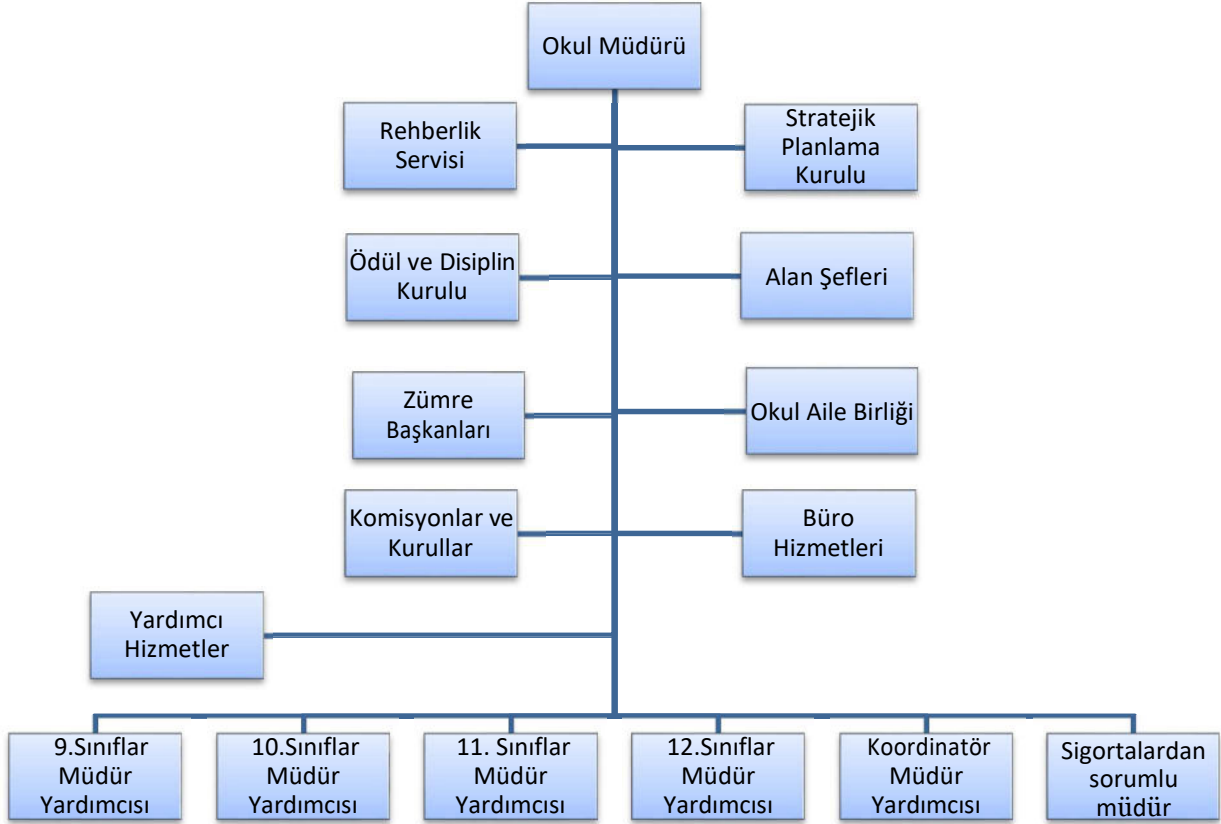 Okul Müdürü
Rehberlik
Servisi
Stratejik
Planlama
Kurulu
Ödül ve Disiplin
Kurulu
Alan Şefleri
Zümre
Başkanları
Okul Aile Birliği
Komisyonlar ve
Kurullar
Büro
Hizmetleri
Yardımcı
Hizmetler
9.Sınıflar
Müdür
Yardımcısı
10.Sınıflar
Müdür
Yardımcısı
11. Sınıflar
Müdür
Yardımcısı
12.Sınıflar
Müdür
Yardımcısı
Koordinatör
Müdür
Yardımcısı
Sigortalardan
sorumlu
müdür